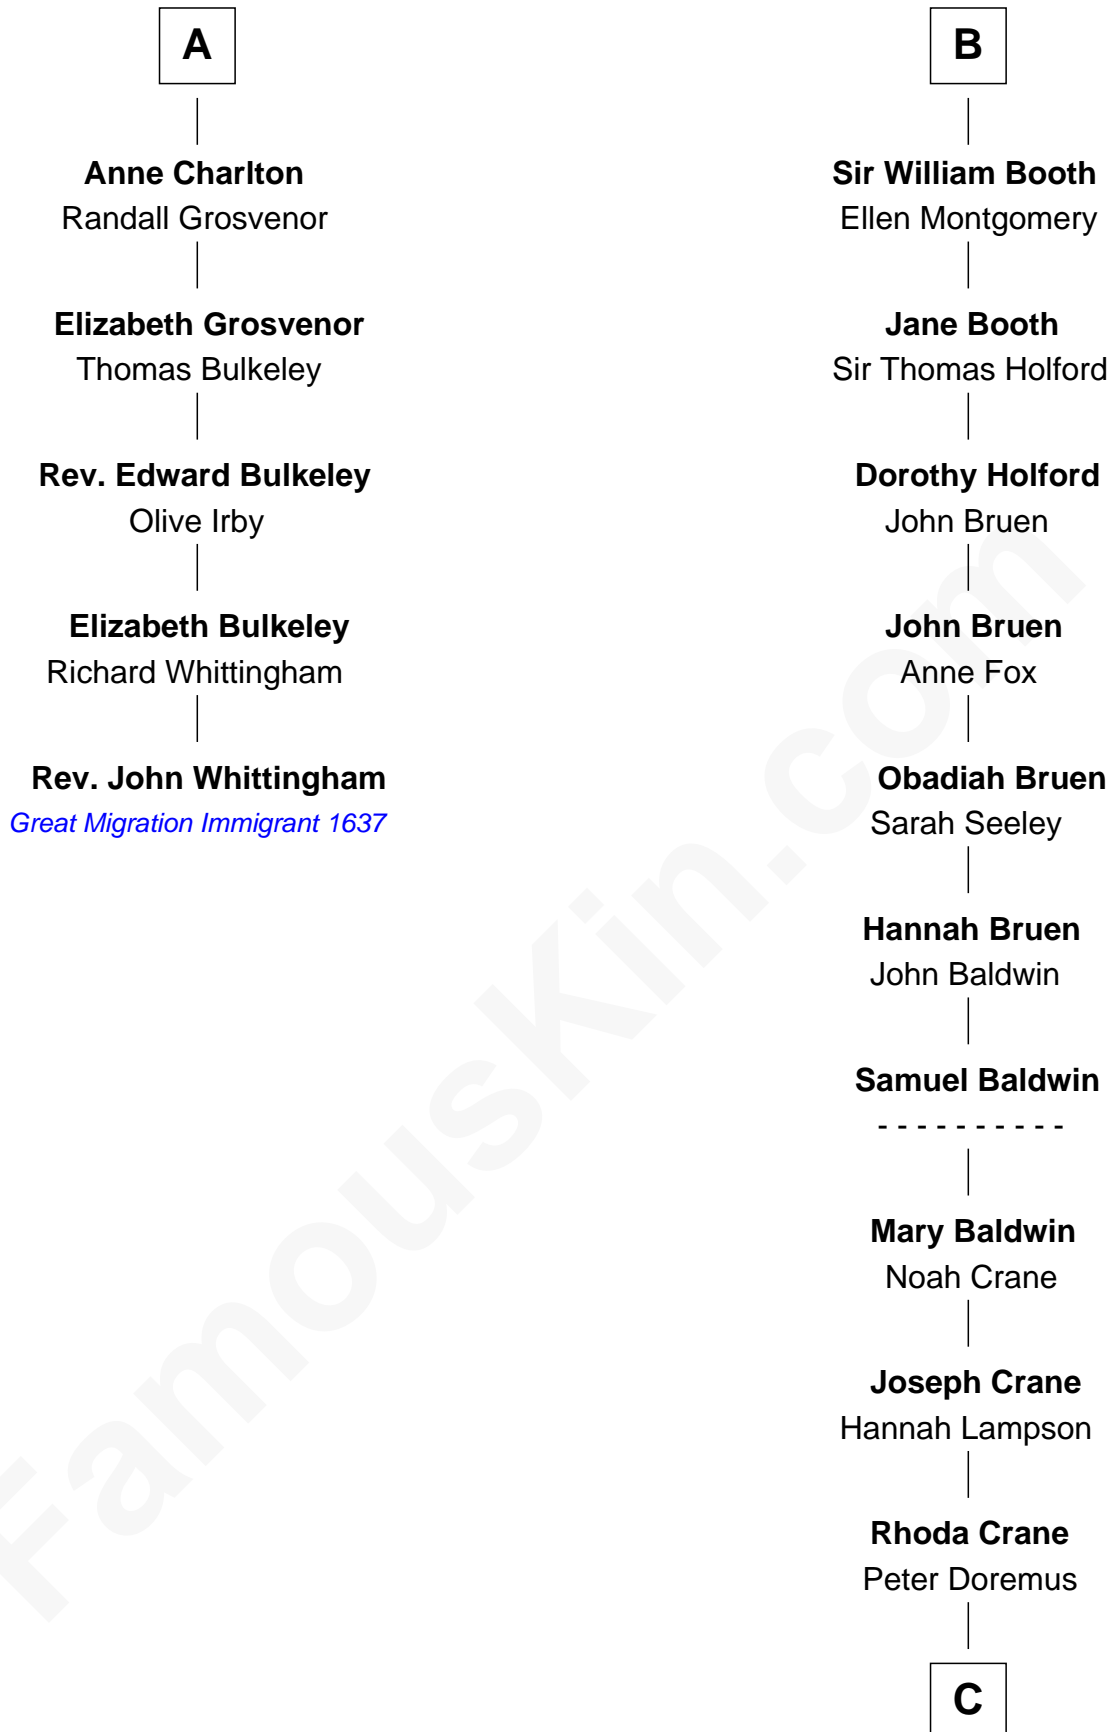 A
Anne Charlton
Randall Grosvenor
Elizabeth Grosvenor
Thomas Bulkeley
Rev. Edward Bulkeley
Olive Irby
Elizabeth Bulkeley
Richard Whittingham
Rev. John Whittingham
Great Migration Immigrant 1637
B
Sir William Booth
Ellen Montgomery
Jane Booth
Sir Thomas Holford
Dorothy Holford
John Bruen
John Bruen
Anne Fox
Obadiah Bruen
Sarah Seeley
Hannah Bruen
John Baldwin
Samuel Baldwin
- - - - - - - - - -
Mary Baldwin
Noah Crane
Joseph Crane
Hannah Lampson
Rhoda Crane
Peter Doremus
C
FamousKin.com